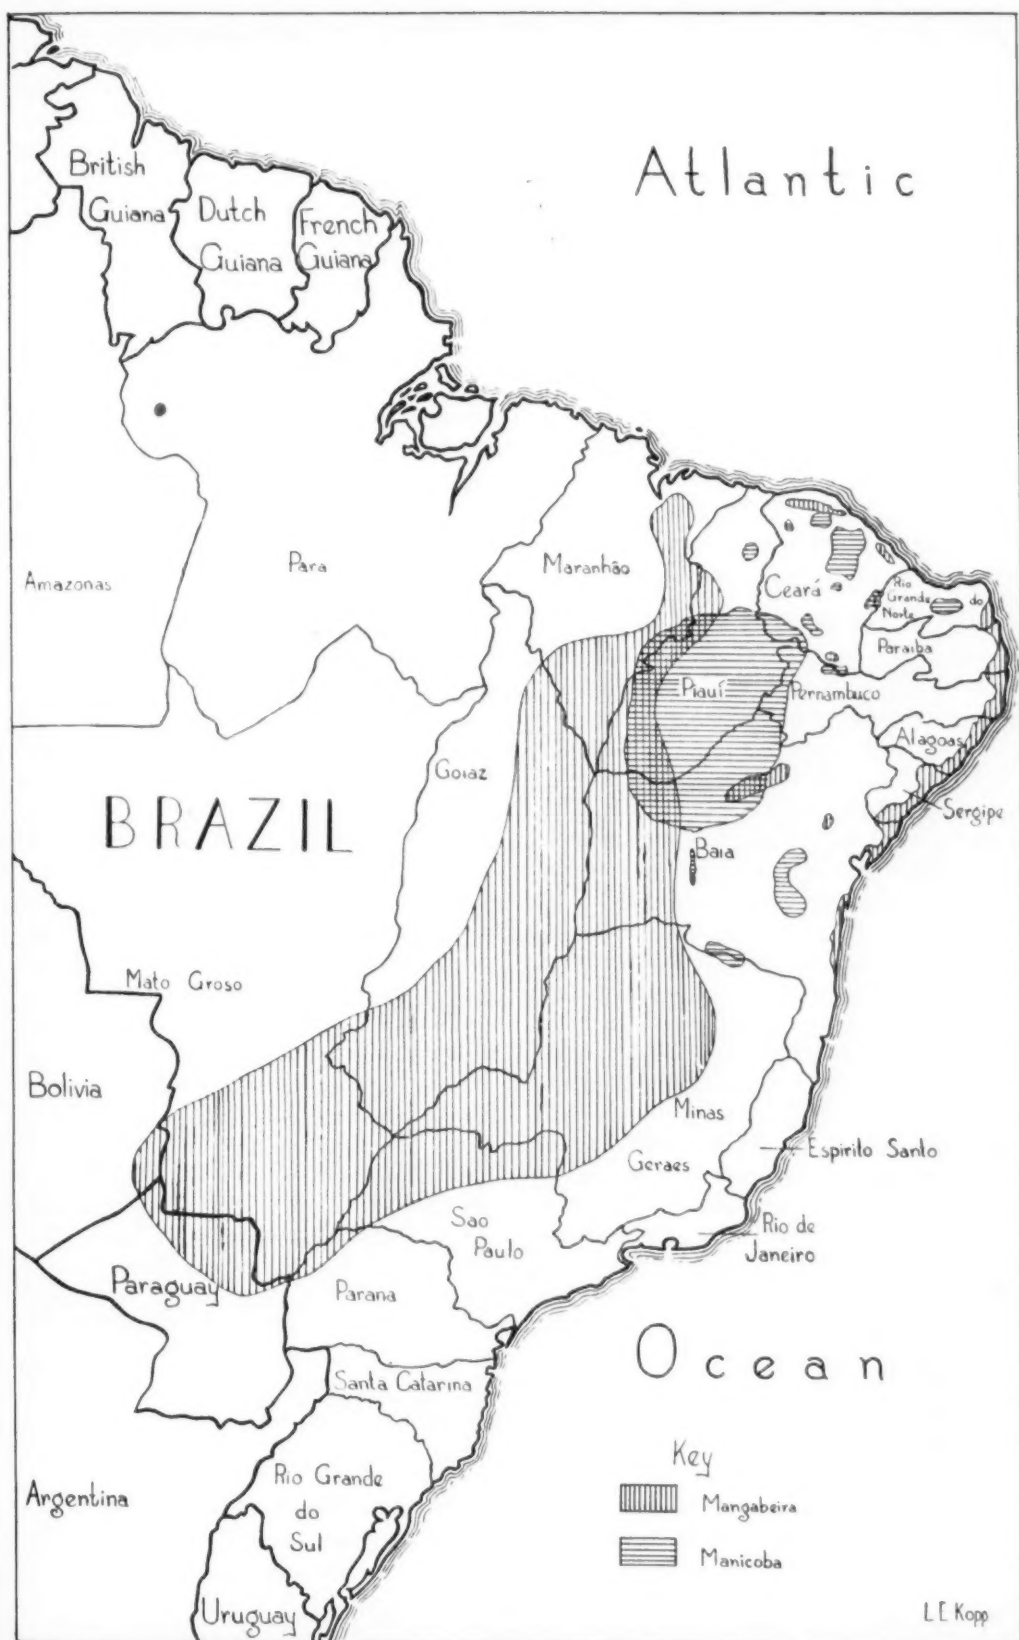 Atlantic
British
Guiana
Dutch
Guiana
French
Guiana
Amazonas
Para
Maranhão
Ceará
Rio
Grande
do
Norte
Paraiba
Piauí
Pernambuco
Alagoas
Sergipe
Goiaz
BRAZIL
Baia
Mato Groso
Bolivia
Minas
Geraes
Espirito Santo
Rio de
Janeiro
Sao
Paulo
Paraguay
Parana
Santa Catarina
Ocean
Rio Grande
do
Sul
Argentina
Uruguay
Key
Mangabeira
Manicoba
L E Kopp